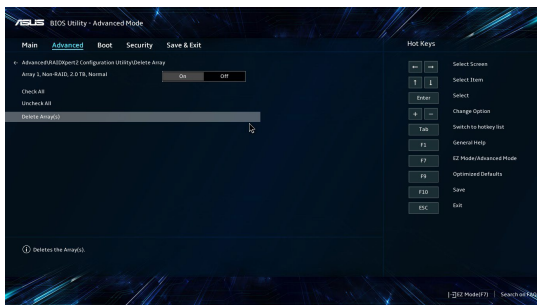 ASUS BIOS Utility - Advanced Mode
Main Advanced Boot Security Save & Exit Hot Keys
← Advanced\RAIDXpert2 Configuration Utility\Delete Array
Array 1, Non-RAID, 2.0 TB, Normal On Off
Check All
Uncheck All
Delete Array(s)
← → Select Screen
↑ ↓ Select Item
Enter Select
+ − Change Option
Tab Switch to hotkey list
F1 General Help
F7 EZ Mode/Advanced Mode
F9 Optimized Defaults
F10 Save
ESC Exit
Deletes the Array(s).
EZ Mode(F7) | Search on FAQ